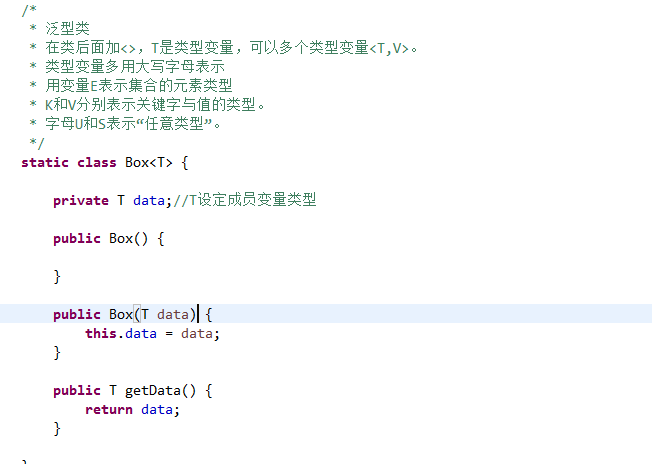 /*
 * 泛型类
 * 在类后面加<>，T是类型变量，可以多个类型变量<T,V>。
 * 类型变量多用大写字母表示
 * 用变量E表示集合的元素类型
 * K和V分别表示关键字与值的类型。
 * 字母U和S表示“任意类型”。
 */
static class Box<T> {
    private T data;//T设定成员变量类型
    public Box() {
    }
    public Box(T data) {
        this.data = data;
    }
    public T getData() {
        return data;
    }
}